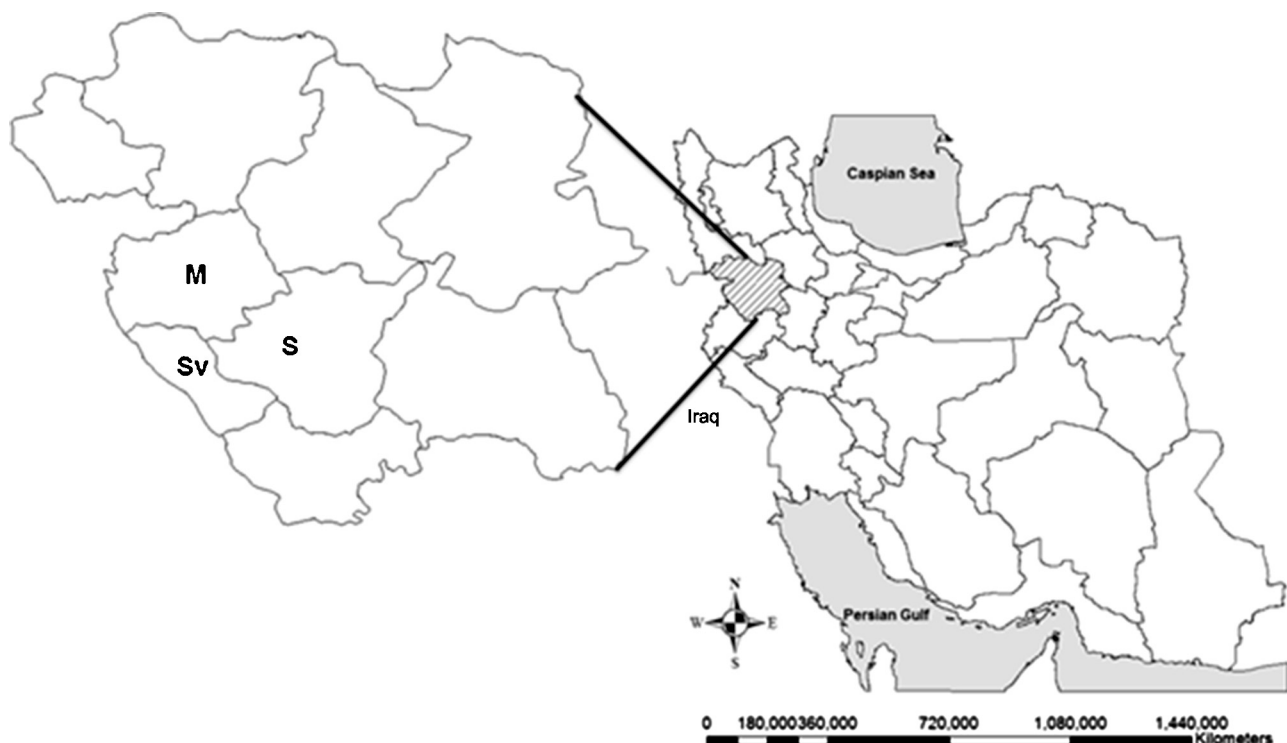 Caspian Sea
M
S
Sv
Iraq
N
W E
S
Persian Gulf
0 180,000 360,000 720,000 1,080,000 1,440,000
Kilometers